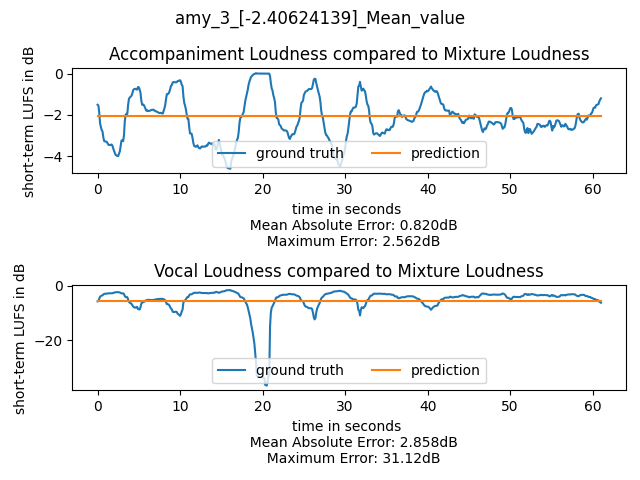 amy_3_[-2.40624139]_Mean_value
Accompaniment Loudness compared to Mixture Loudness
short-term LUFS in dB
0
−2
−4
ground truth
prediction
0 10 20 30 40 50 60
time in seconds
Mean Absolute Error: 0.820dB
Maximum Error: 2.562dB
Vocal Loudness compared to Mixture Loudness
short-term LUFS in dB
0
−20
ground truth
prediction
0 10 20 30 40 50 60
time in seconds
Mean Absolute Error: 2.858dB
Maximum Error: 31.12dB